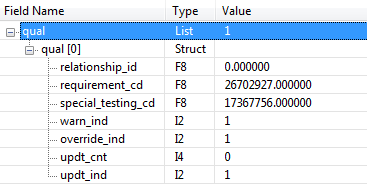 Field Name Type Value
qual List 1
qual [0] Struct
relationship_id F8 0.000000
requirement_cd F8 26702927.000000
special_testing_cd F8 17367756.000000
warn_ind I2 1
override_ind I2 1
updt_cnt I4 0
updt_ind I2 1